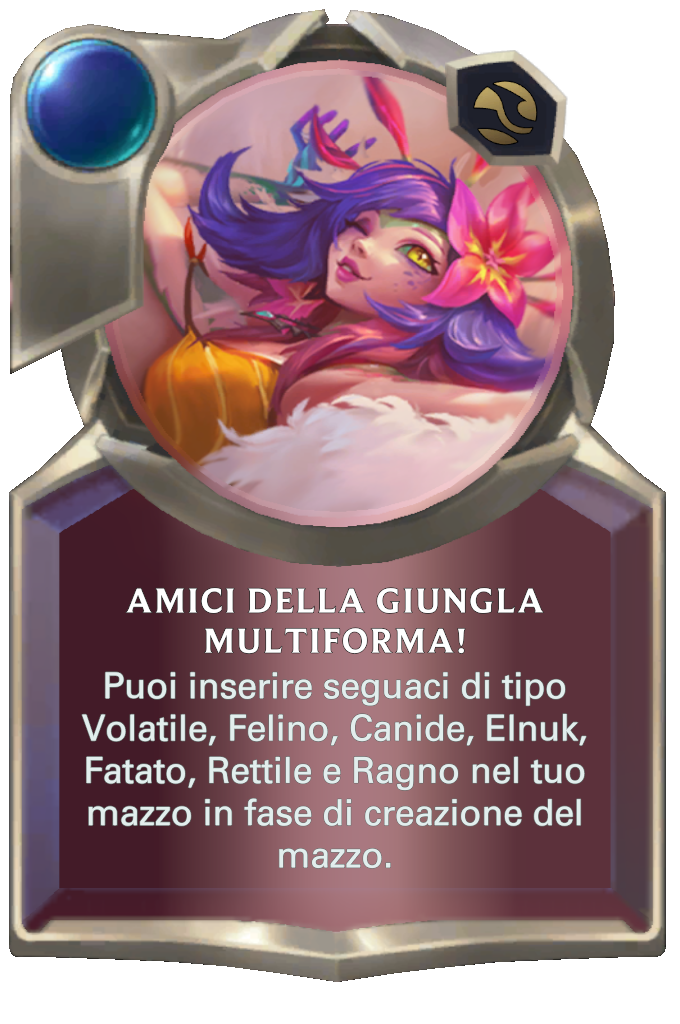 AMICI DELLA GIUNGLA
MULTIFORMA!
Puoi inserire seguaci di tipo
Volatile, Felino, Canide, Elnuk,
Fatato, Rettile e Ragno nel tuo
mazzo in fase di creazione del
mazzo.